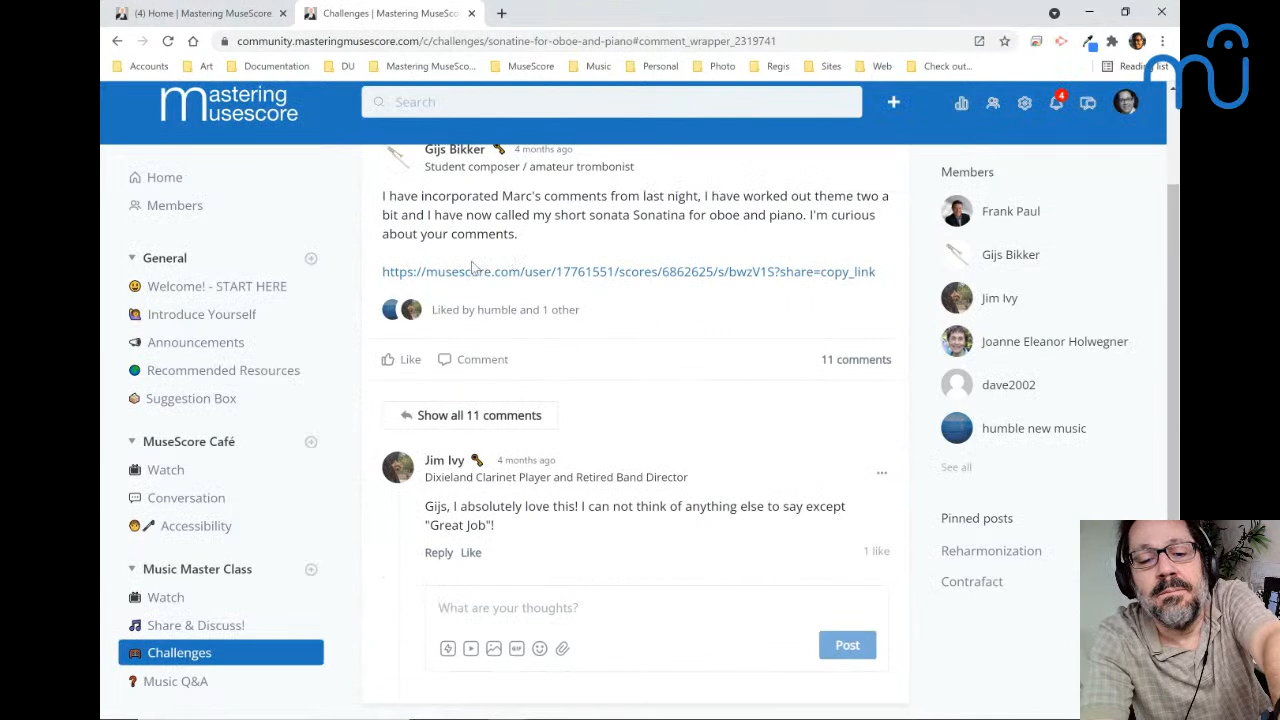 (4) Home | Mastering MuseScore
Challenges | Mastering MuseSco
community.masteringmusescore.com/c/challenges/sonatine-for-oboe-and-piano#comment_wrapper_2319741
Accounts
Art
Documentation
DU
Mastering MuseSco...
MuseScore
Music
Personal
Photo
Regis
Sites
Web
Check out...
Reading list
mastering
musescore
Search
4
mu
Home
Members
General
Welcome! - START HERE
Introduce Yourself
Announcements
Recommended Resources
Suggestion Box
MuseScore Café
Watch
Conversation
Accessibility
Music Master Class
Watch
Share & Discuss!
Challenges
Music Q&A
Gijs Bikker 4 months ago
Student composer / amateur trombonist
I have incorporated Marc's comments from last night, I have worked out theme two a
bit and I have now called my short sonata Sonatina for oboe and piano. I'm curious
about your comments.
https://musescore.com/user/17761551/scores/6862625/s/bwzV1S?share=copy_link
Liked by humble and 1 other
Like
Comment
11 comments
Show all 11 comments
Jim Ivy 4 months ago
Dixieland Clarinet Player and Retired Band Director
Gijs, I absolutely love this! I can not think of anything else to say except
"Great Job"!
Reply Like
1 like
What are your thoughts?
GIF
Post
Members
Frank Paul
Gijs Bikker
Jim Ivy
Joanne Eleanor Holwegner
dave2002
humble new music
See all
Pinned posts
Reharmonization
Contrafact